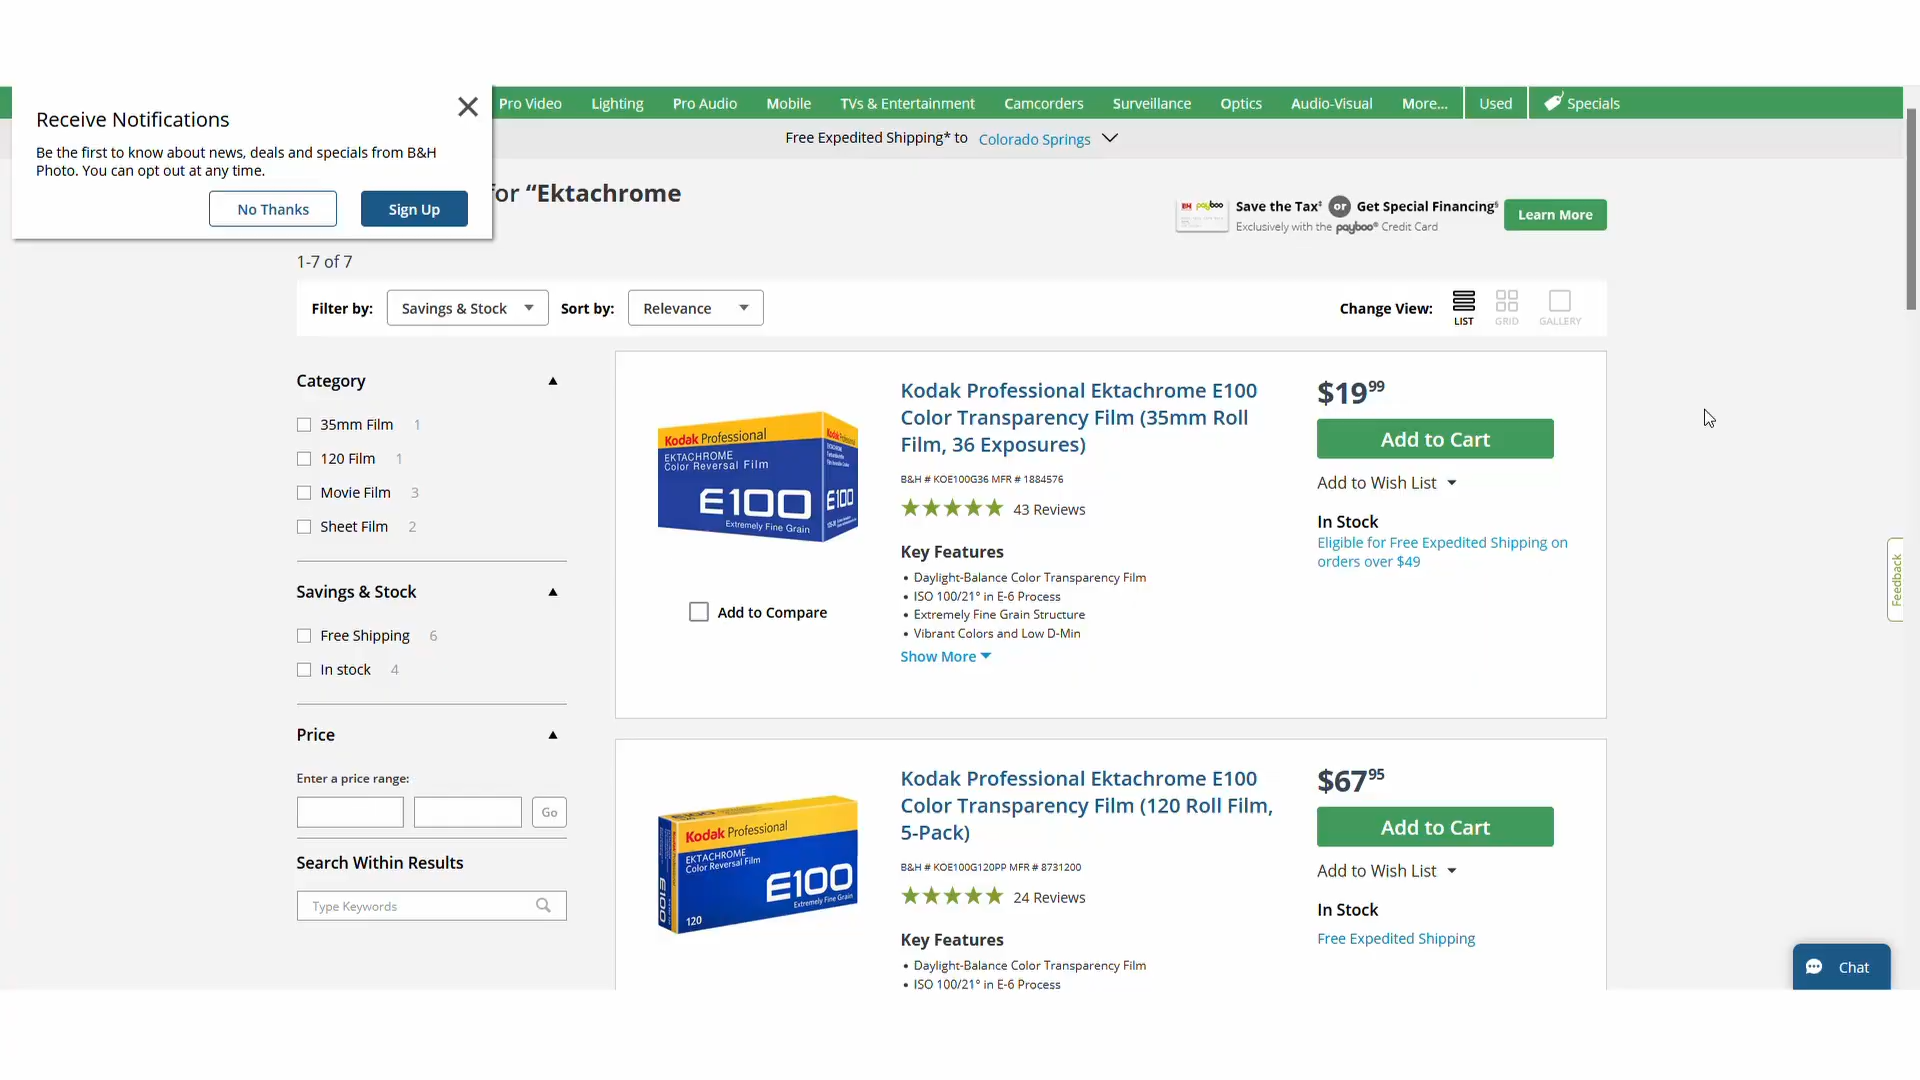 Receive Notifications
Be the first to know about news, deals and specials from B&H
Photo. You can opt out at any time.
No Thanks
Sign Up
Pro Video
Lighting
Pro Audio
Mobile
TVs & Entertainment
Camcorders
Surveillance
Optics
Audio-Visual
More...
Used
Specials
Free Expedited Shipping* to Colorado Springs
for “Ektachrome
payboo
Save the Tax‡ or Get Special Financing§
Exclusively with the payboo® Credit Card
Learn More
1-7 of 7
Filter by:
Savings & Stock
Sort by:
Relevance
Change View:
LIST
GRID
GALLERY
Category
35mm Film 1
120 Film 1
Movie Film 3
Sheet Film 2
Savings & Stock
Free Shipping 6
In stock 4
Price
Enter a price range:
Go
Search Within Results
Type Keywords
Kodak Professional
EKTACHROME
Color Reversal Film
E100
Extremely Fine Grain
E100
Add to Compare
Kodak Professional Ektachrome E100
Color Transparency Film (35mm Roll
Film, 36 Exposures)
B&H # KOE100G36 MFR # 1884576
43 Reviews
Key Features
• Daylight-Balance Color Transparency Film
• ISO 100/21° in E-6 Process
• Extremely Fine Grain Structure
• Vibrant Colors and Low D-Min
Show More
$19 99
Add to Cart
Add to Wish List
In Stock
Eligible for Free Expedited Shipping on
orders over $49
Kodak Professional
EKTACHROME
Color Reversal Film
E100
Extremely Fine Grain
120
E100
Kodak Professional Ektachrome E100
Color Transparency Film (120 Roll Film,
5-Pack)
B&H # KOE100G120PP MFR # 8731200
24 Reviews
Key Features
• Daylight-Balance Color Transparency Film
• ISO 100/21° in E-6 Process
$67 95
Add to Cart
Add to Wish List
In Stock
Free Expedited Shipping
Feedback
Chat